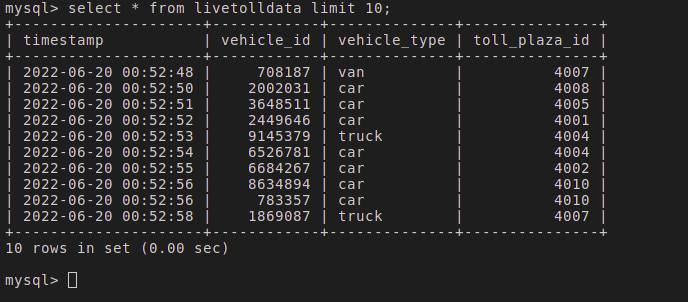 mysql> select * from livetolldata limit 10;
+---------------------+------------+--------------+---------------+
| timestamp           | vehicle_id | vehicle_type | toll_plaza_id |
+---------------------+------------+--------------+---------------+
| 2022-06-20 00:52:48 |     708187 | van          |          4007 |
| 2022-06-20 00:52:50 |    2002031 | car          |          4008 |
| 2022-06-20 00:52:51 |    3648511 | car          |          4005 |
| 2022-06-20 00:52:52 |    2449646 | car          |          4001 |
| 2022-06-20 00:52:53 |    9145379 | truck        |          4004 |
| 2022-06-20 00:52:54 |    6526781 | car          |          4004 |
| 2022-06-20 00:52:55 |    6684267 | car          |          4002 |
| 2022-06-20 00:52:56 |    8634894 | car          |          4010 |
| 2022-06-20 00:52:56 |     783357 | car          |          4010 |
| 2022-06-20 00:52:58 |    1869087 | truck        |          4007 |
+---------------------+------------+--------------+---------------+
10 rows in set (0.00 sec)
mysql>